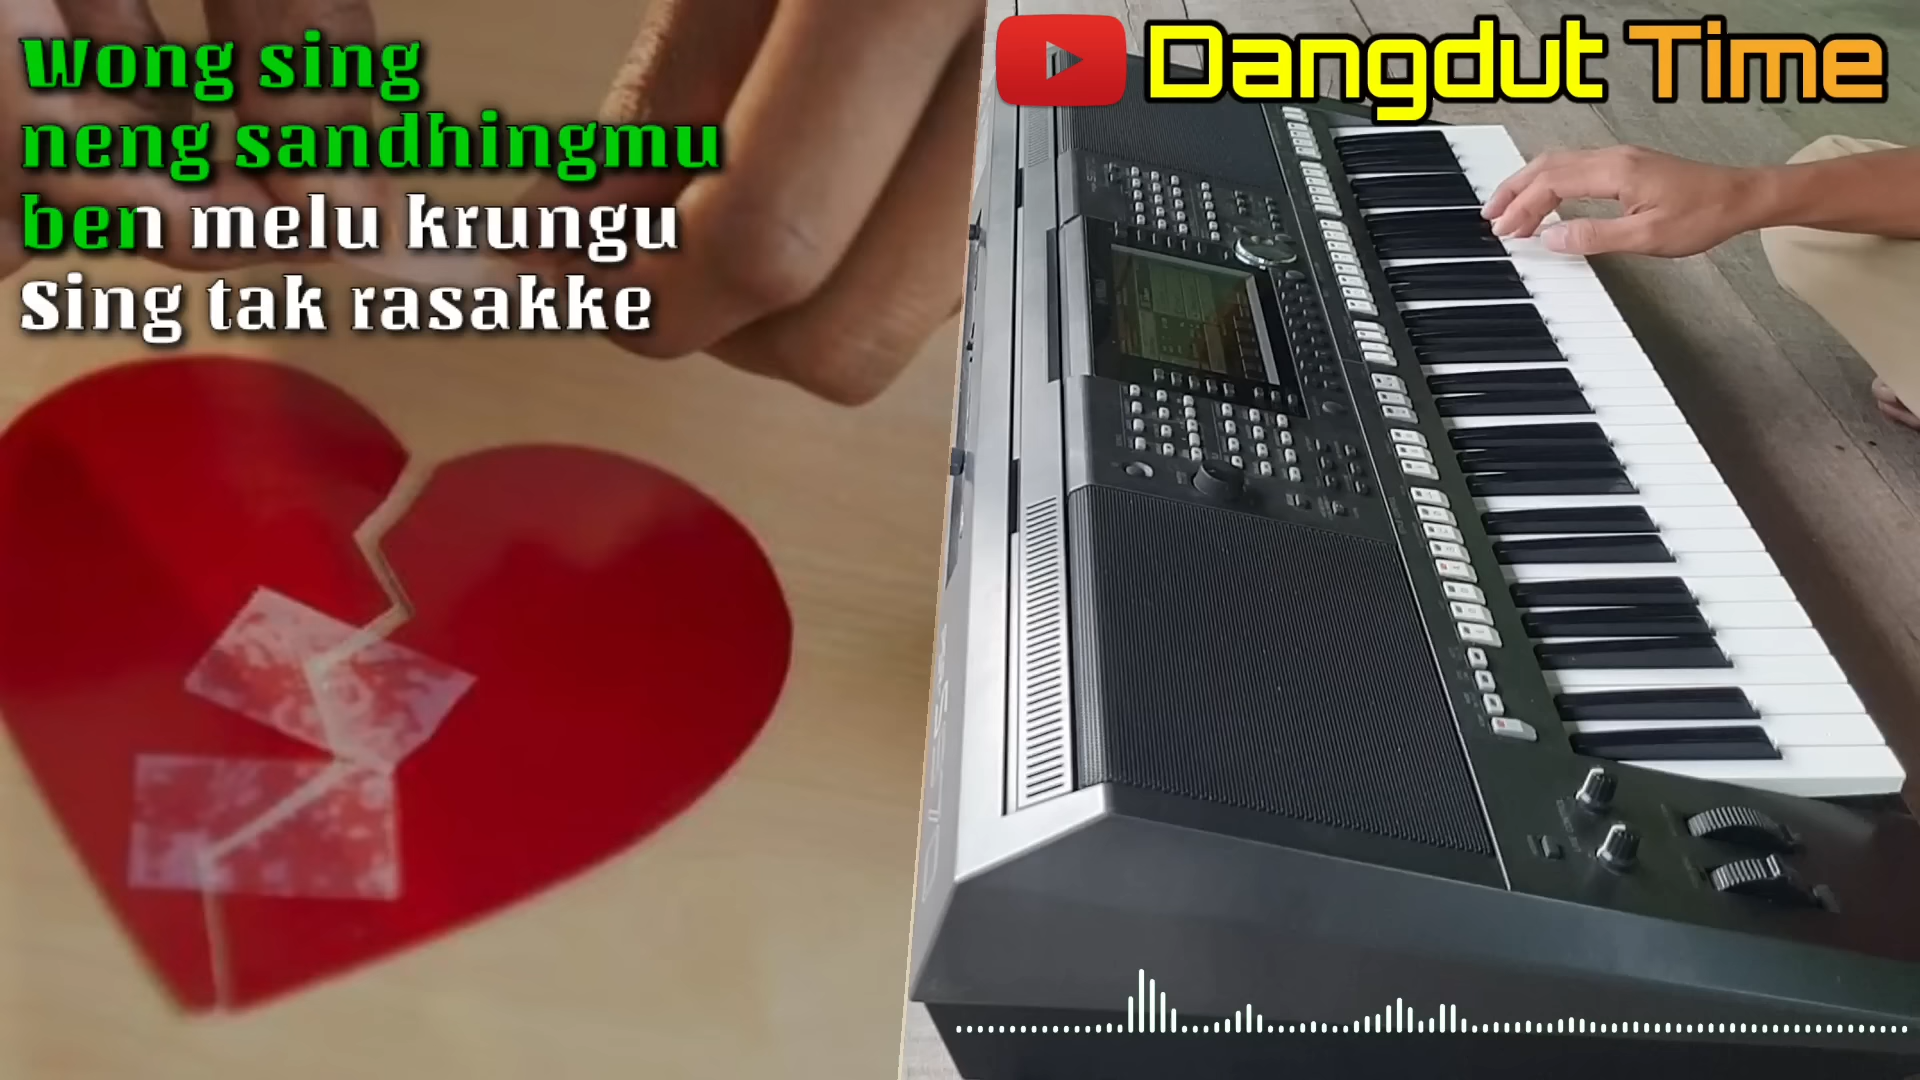 Wong sing
neng sandhingmu
ben melu krungu
Sing tak rasakke
Dangdut Time